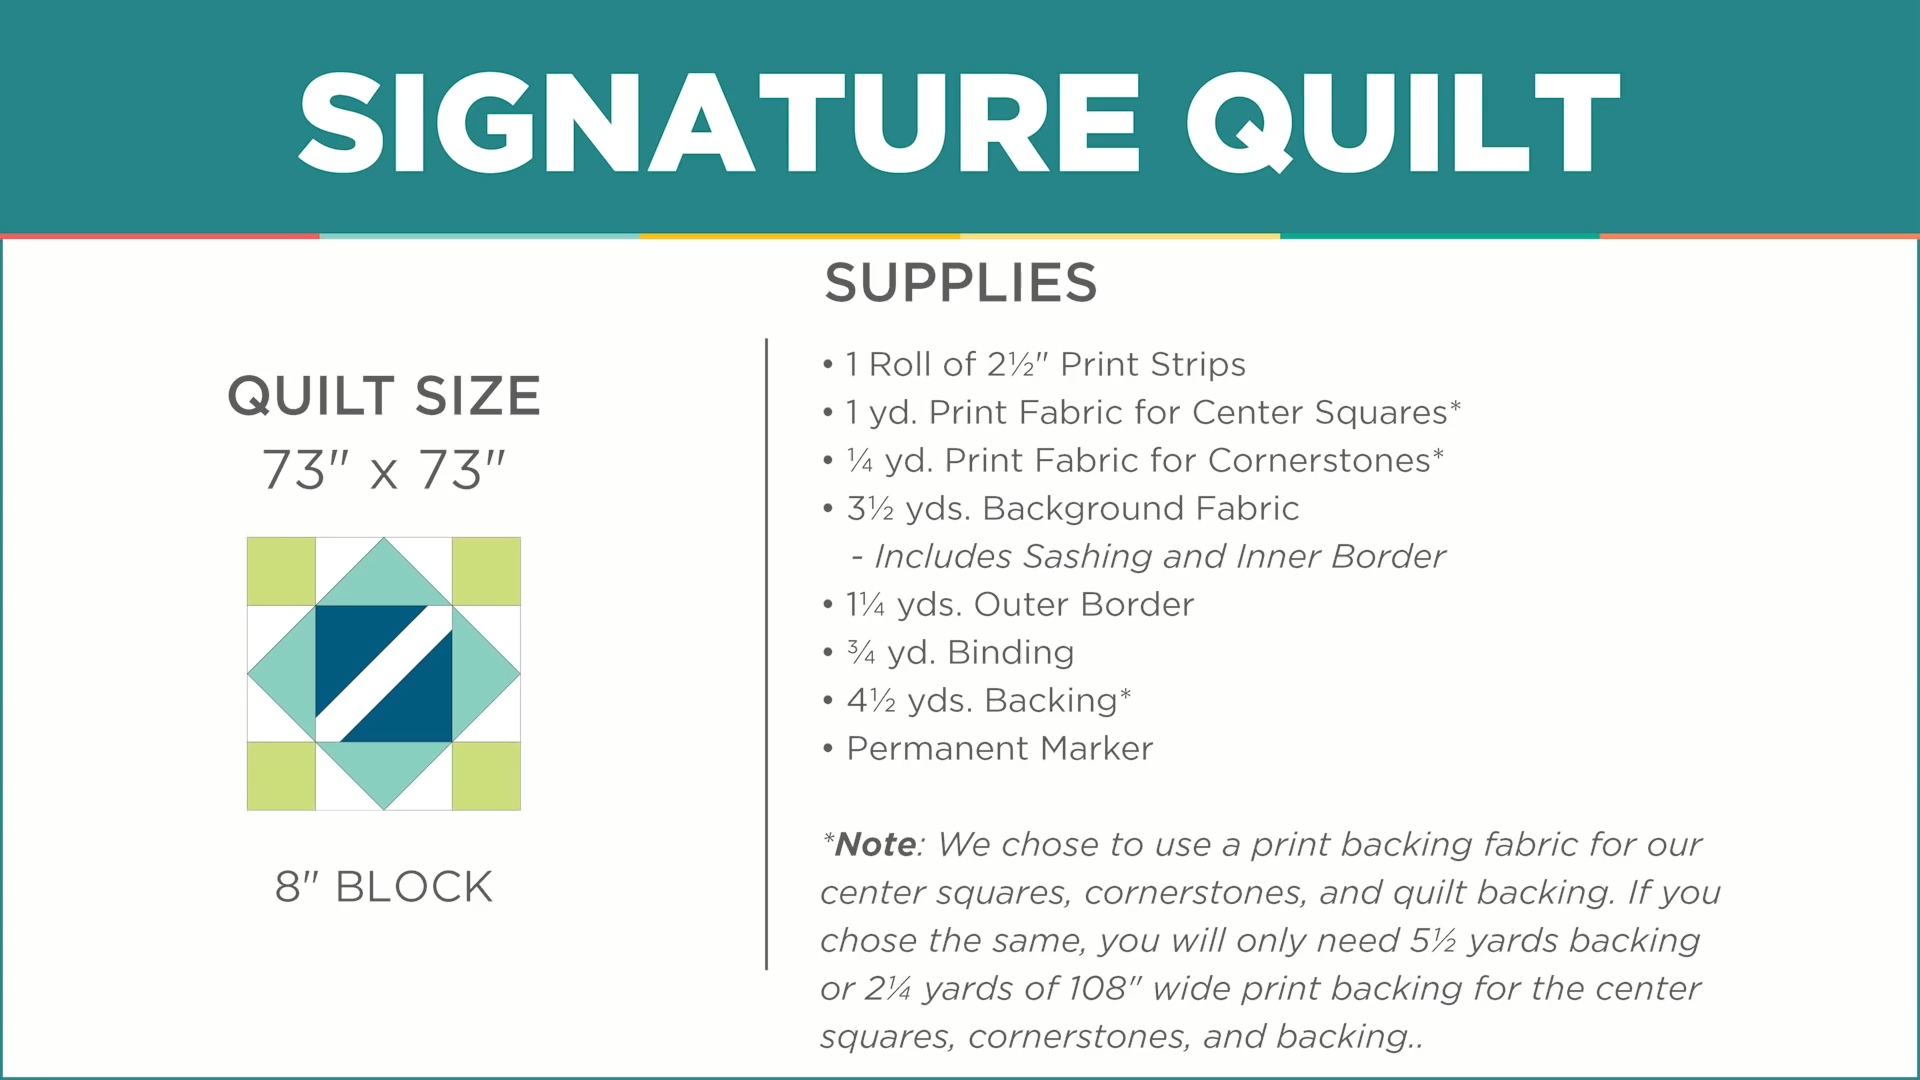 SIGNATURE QUILT
QUILT SIZE
73" x 73"
8" BLOCK
SUPPLIES
• 1 Roll of 2½" Print Strips
• 1 yd. Print Fabric for Center Squares*
• ¼ yd. Print Fabric for Cornerstones*
• 3½ yds. Background Fabric
- Includes Sashing and Inner Border
• 1¼ yds. Outer Border
• ¾ yd. Binding
• 4½ yds. Backing*
• Permanent Marker
*Note: We chose to use a print backing fabric for our
center squares, cornerstones, and quilt backing. If you
chose the same, you will only need 5½ yards backing
or 2¼ yards of 108" wide print backing for the center
squares, cornerstones, and backing..